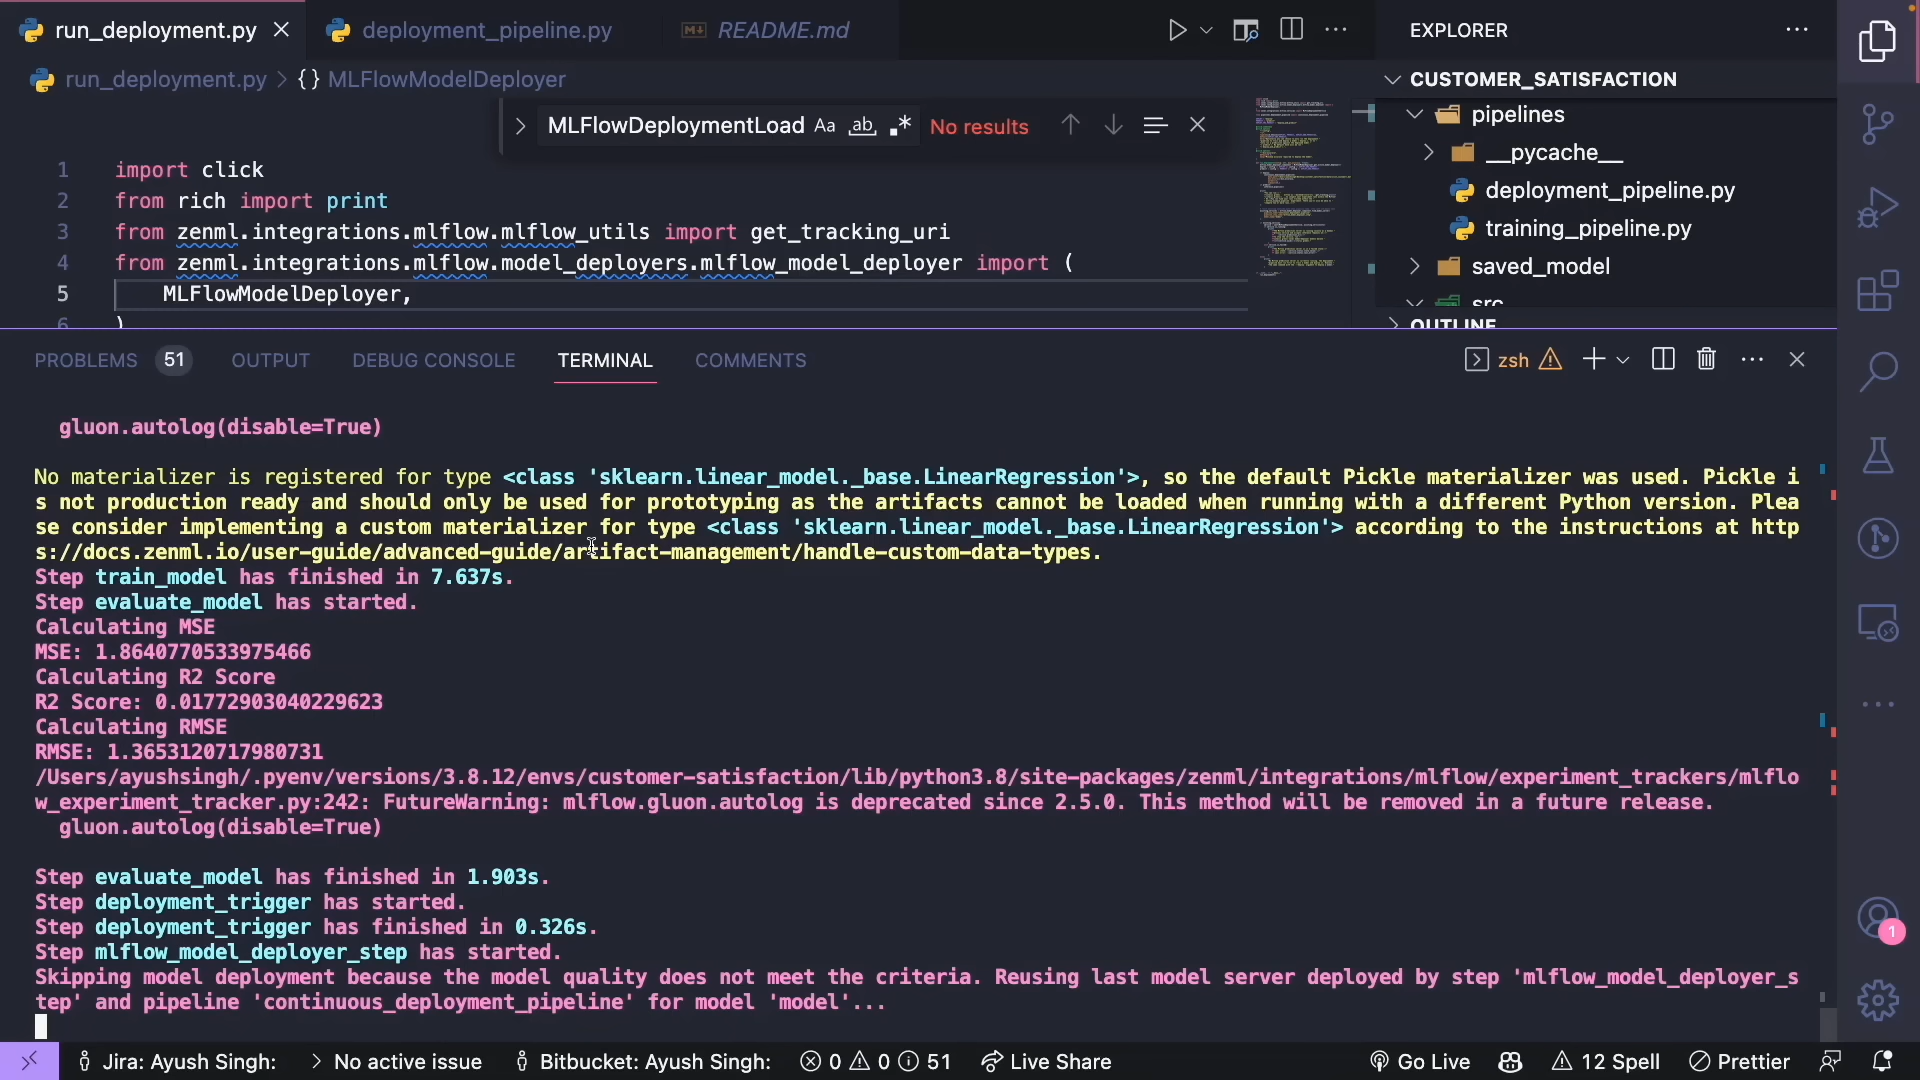 run_deployment.py
deployment_pipeline.py
README.md
EXPLORER
run_deployment.py > {} MLFlowModelDeployer
CUSTOMER_SATISFACTION
MLFlowDeploymentLoad Aa ab .* No results
pipelines
__pycache__
deployment_pipeline.py
training_pipeline.py
saved_model
src
OUTLINE
1 import click
2 from rich import print
3 from zenml.integrations.mlflow.mlflow_utils import get_tracking_uri
4 from zenml.integrations.mlflow.model_deployers.mlflow_model_deployer import (
5 MLFlowModelDeployer,
6 )
PROBLEMS 51 OUTPUT DEBUG CONSOLE TERMINAL COMMENTS
zsh
gluon.autolog(disable=True)
No materializer is registered for type <class 'sklearn.linear_model._base.LinearRegression'>, so the default Pickle materializer was used. Pickle i
s not production ready and should only be used for prototyping as the artifacts cannot be loaded when running with a different Python version. Plea
se consider implementing a custom materializer for type <class 'sklearn.linear_model._base.LinearRegression'> according to the instructions at http
s://docs.zenml.io/user-guide/advanced-guide/artifact-management/handle-custom-data-types.
Step train_model has finished in 7.637s.
Step evaluate_model has started.
Calculating MSE
MSE: 1.8640770533975466
Calculating R2 Score
R2 Score: 0.01772903040229623
Calculating RMSE
RMSE: 1.3653120717980731
/Users/ayushsingh/.pyenv/versions/3.8.12/envs/customer-satisfaction/lib/python3.8/site-packages/zenml/integrations/mlflow/experiment_trackers/mlflo
w_experiment_tracker.py:242: FutureWarning: mlflow.gluon.autolog is deprecated since 2.5.0. This method will be removed in a future release.
gluon.autolog(disable=True)
Step evaluate_model has finished in 1.903s.
Step deployment_trigger has started.
Step deployment_trigger has finished in 0.326s.
Step mlflow_model_deployer_step has started.
Skipping model deployment because the model quality does not meet the criteria. Reusing last model server deployed by step 'mlflow_model_deployer_s
tep' and pipeline 'continuous_deployment_pipeline' for model 'model'...
1
Jira: Ayush Singh: > No active issue Bitbucket: Ayush Singh: 0 0 51 Live Share Go Live 12 Spell Prettier